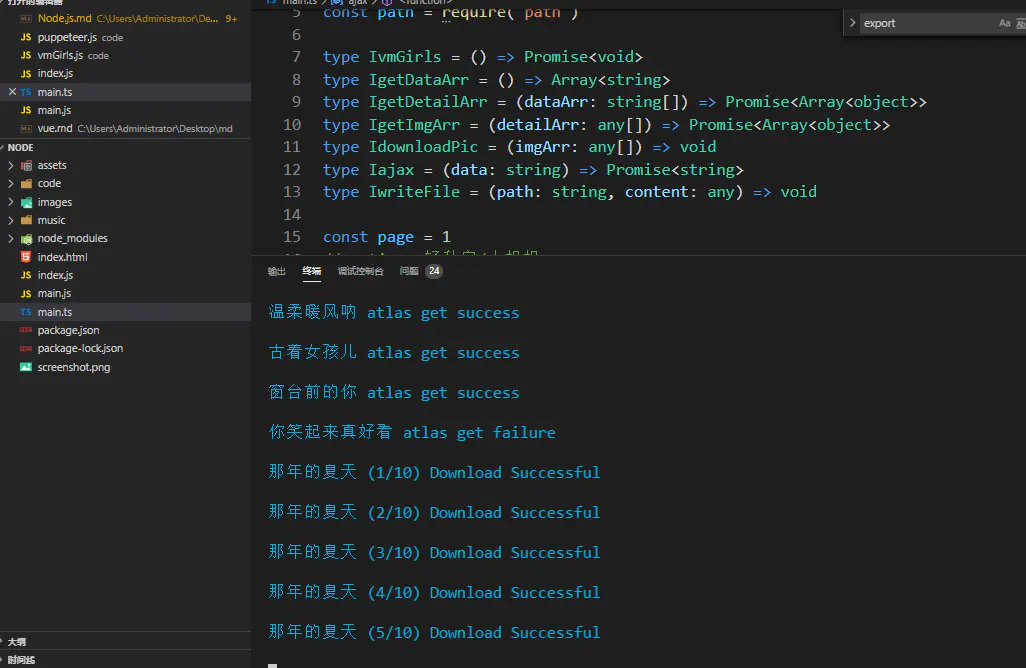 打开的编辑器
Node.js.md C:\Users\Administrator\De... 9+
JS puppeteer.js code
JS vmGirls.js code
JS index.js
TS main.ts
JS main.js
vue.md C:\Users\Administrator\Desktop\md
NODE
assets
code
images
music
node_modules
index.html
JS index.js
JS main.js
TS main.ts
package.json
package-lock.json
screenshot.png
大纲
时间线
TS main.ts > ajax > <function>
5 const path = require('path')
6
7 type IvmGirls = () => Promise<void>
8 type IgetDataArr = () => Array<string>
9 type IgetDetailArr = (dataArr: string[]) => Promise<Array<object>>
10 type IgetImgArr = (detailArr: any[]) => Promise<Array<object>>
11 type IdownloadPic = (imgArr: any[]) => void
12 type Iajax = (data: string) => Promise<string>
13 type IwriteFile = (path: string, content: any) => void
14
15 const page = 1
export Aa
输出 终端 调试控制台 问题 24
温柔暖风呐 atlas get success
古着女孩儿 atlas get success
窗台前的你 atlas get success
你笑起来真好看 atlas get failure
那年的夏天 (1/10) Download Successful
那年的夏天 (2/10) Download Successful
那年的夏天 (3/10) Download Successful
那年的夏天 (4/10) Download Successful
那年的夏天 (5/10) Download Successful